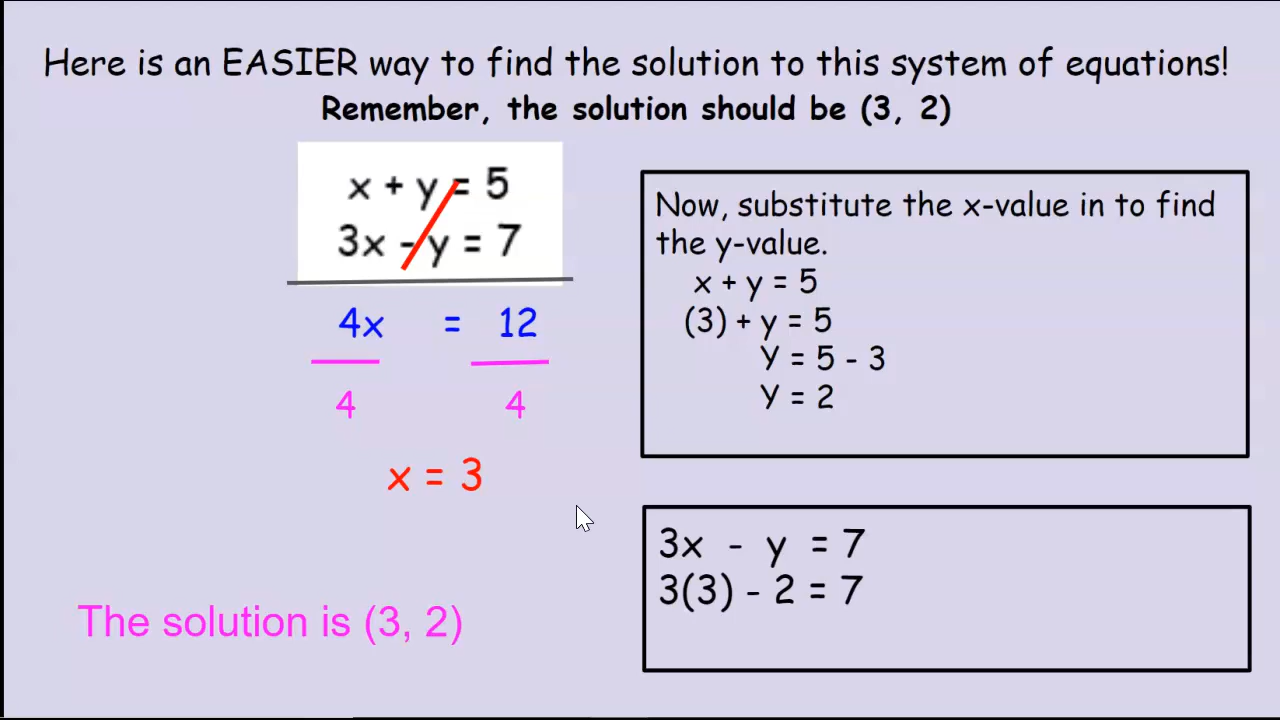 Here is an EASIER way to find the solution to this system of equations!
Remember, the solution should be (3, 2)
x + y = 5
3x - y = 7
4x = 12
4 4
x = 3
The solution is (3, 2)
Now, substitute the x-value in to find
the y-value.
x + y = 5
(3) + y = 5
Y = 5 - 3
Y = 2
3x - y = 7
3(3) - 2 = 7